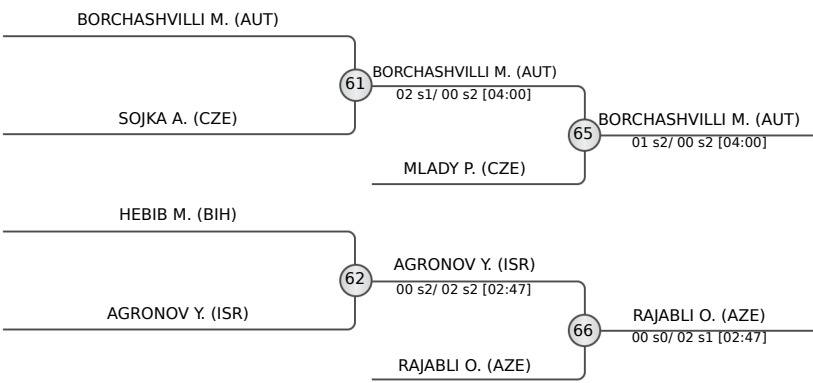 BORCHASHVILLI M. (AUT)
61
BORCHASHVILLI M. (AUT)
02 s1/ 00 s2 [04:00]
SOJKA A. (CZE)
65
BORCHASHVILLI M. (AUT)
01 s2/ 00 s2 [04:00]
MLADY P. (CZE)
HEBIB M. (BIH)
62
AGRONOV Y. (ISR)
00 s2/ 02 s2 [02:47]
AGRONOV Y. (ISR)
66
RAJABLI O. (AZE)
00 s0/ 02 s1 [02:47]
RAJABLI O. (AZE)